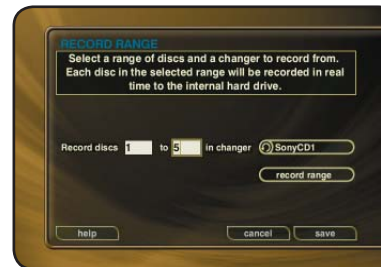 RECORD RANGE
Select a range of discs and a changer to record from.
Each disc in the selected range will be recorded in real
time to the internal hard drive.
Record discs 1 to 5 in changer SonyCD1
record range
help cancel save